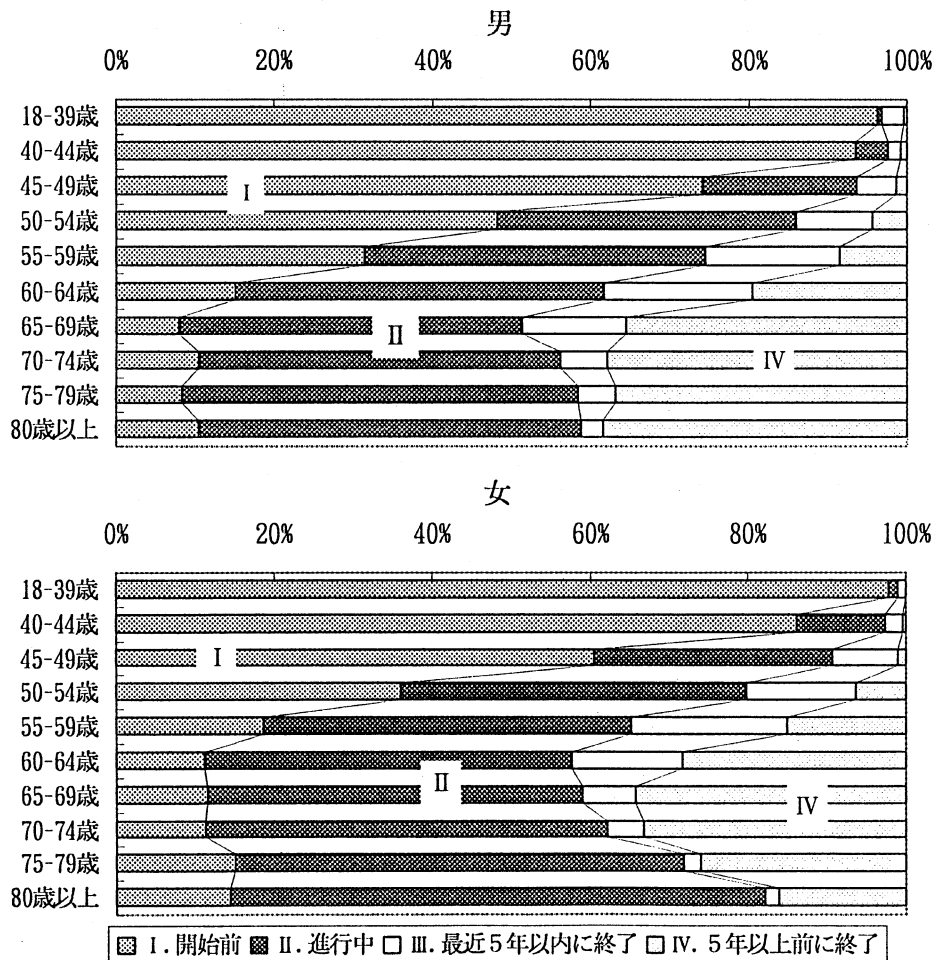 男
0% 20% 40% 60% 80% 100%
18-39歳
40-44歳
45-49歳
I
50-54歳
55-59歳
60-64歳
65-69歳
II
70-74歳
IV
75-79歳
80歳以上
女
0% 20% 40% 60% 80% 100%
18-39歳
40-44歳
45-49歳
I
50-54歳
55-59歳
60-64歳
II
65-69歳
IV
70-74歳
75-79歳
80歳以上
I. 開始前 II. 進行中 III. 最近5年以内に終了 IV. 5年以上前に終了